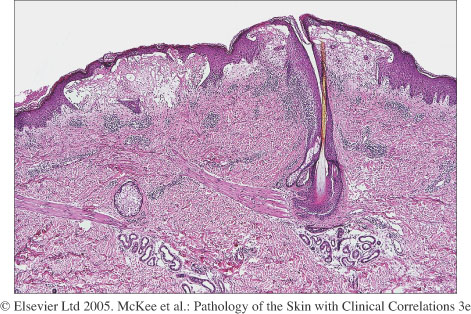 © Elsevier Ltd 2005. McKee et al.: Pathology of the Skin with Clinical Correlations 3e